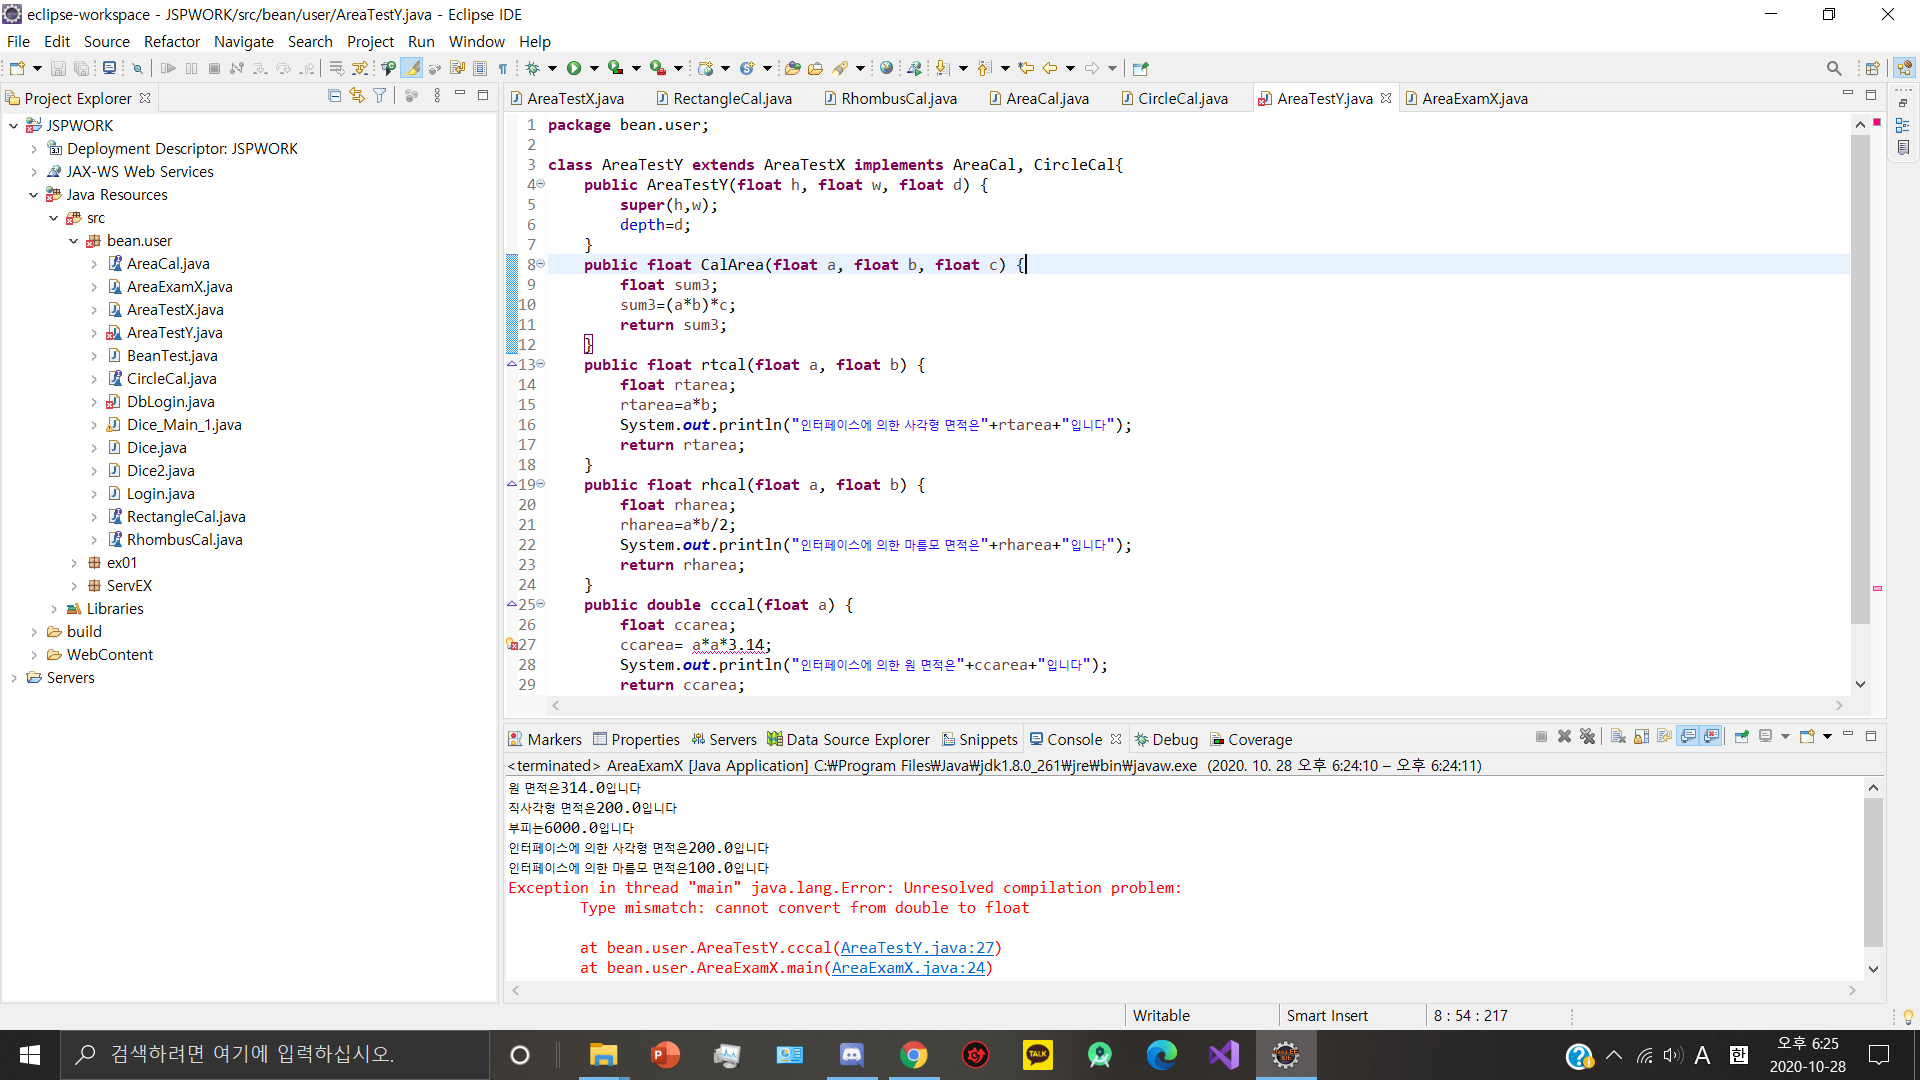 eclipse-workspace - JSPWORK/src/bean/user/AreaTestY.java - Eclipse IDE
File Edit Source Refactor Navigate Search Project Run Window Help
Project Explorer
JSPWORK
Deployment Descriptor: JSPWORK
JAX-WS Web Services
Java Resources
src
bean.user
AreaCal.java
AreaExamX.java
AreaTestX.java
AreaTestY.java
BeanTest.java
CircleCal.java
DbLogin.java
Dice_Main_1.java
Dice.java
Dice2.java
Login.java
RectangleCal.java
RhombusCal.java
ex01
ServEX
Libraries
build
WebContent
Servers
AreaTestX.java RectangleCal.java RhombusCal.java AreaCal.java CircleCal.java AreaTestY.java AreaExamX.java
1 package bean.user;
2
3 class AreaTestY extends AreaTestX implements AreaCal, CircleCal{
4 public AreaTestY(float h, float w, float d) {
5 super(h,w);
6 depth=d;
7 }
8 public float CalArea(float a, float b, float c) {
9 float sum3;
10 sum3=(a*b)*c;
11 return sum3;
12 }
13 public float rtcal(float a, float b) {
14 float rtarea;
15 rtarea=a*b;
16 System.out.println("인터페이스에 의한 사각형 면적은"+rtarea+"입니다");
17 return rtarea;
18 }
19 public float rhcal(float a, float b) {
20 float rharea;
21 rharea=a*b/2;
22 System.out.println("인터페이스에 의한 마름모 면적은"+rharea+"입니다");
23 return rharea;
24 }
25 public double cccal(float a) {
26 float ccarea;
27 ccarea= a*a*3.14;
28 System.out.println("인터페이스에 의한 원 면적은"+ccarea+"입니다");
29 return ccarea;
Markers Properties Servers Data Source Explorer Snippets Console Debug Coverage
<terminated> AreaExamX [Java Application] C:₩Program Files₩Java₩jdk1.8.0_261₩jre₩bin₩javaw.exe (2020. 10. 28 오후 6:24:10 – 오후 6:24:11)
원 면적은314.0입니다
직사각형 면적은200.0입니다
부피는6000.0입니다
인터페이스에 의한 사각형 면적은200.0입니다
인터페이스에 의한 마름모 면적은100.0입니다
Exception in thread "main" java.lang.Error: Unresolved compilation problem:
Type mismatch: cannot convert from double to float
at bean.user.AreaTestY.cccal(AreaTestY.java:27)
at bean.user.AreaExamX.main(AreaExamX.java:24)
Writable Smart Insert 8 : 54 : 217
검색하려면 여기에 입력하십시오.
TALK
A 한
오후 6:25
2020-10-28